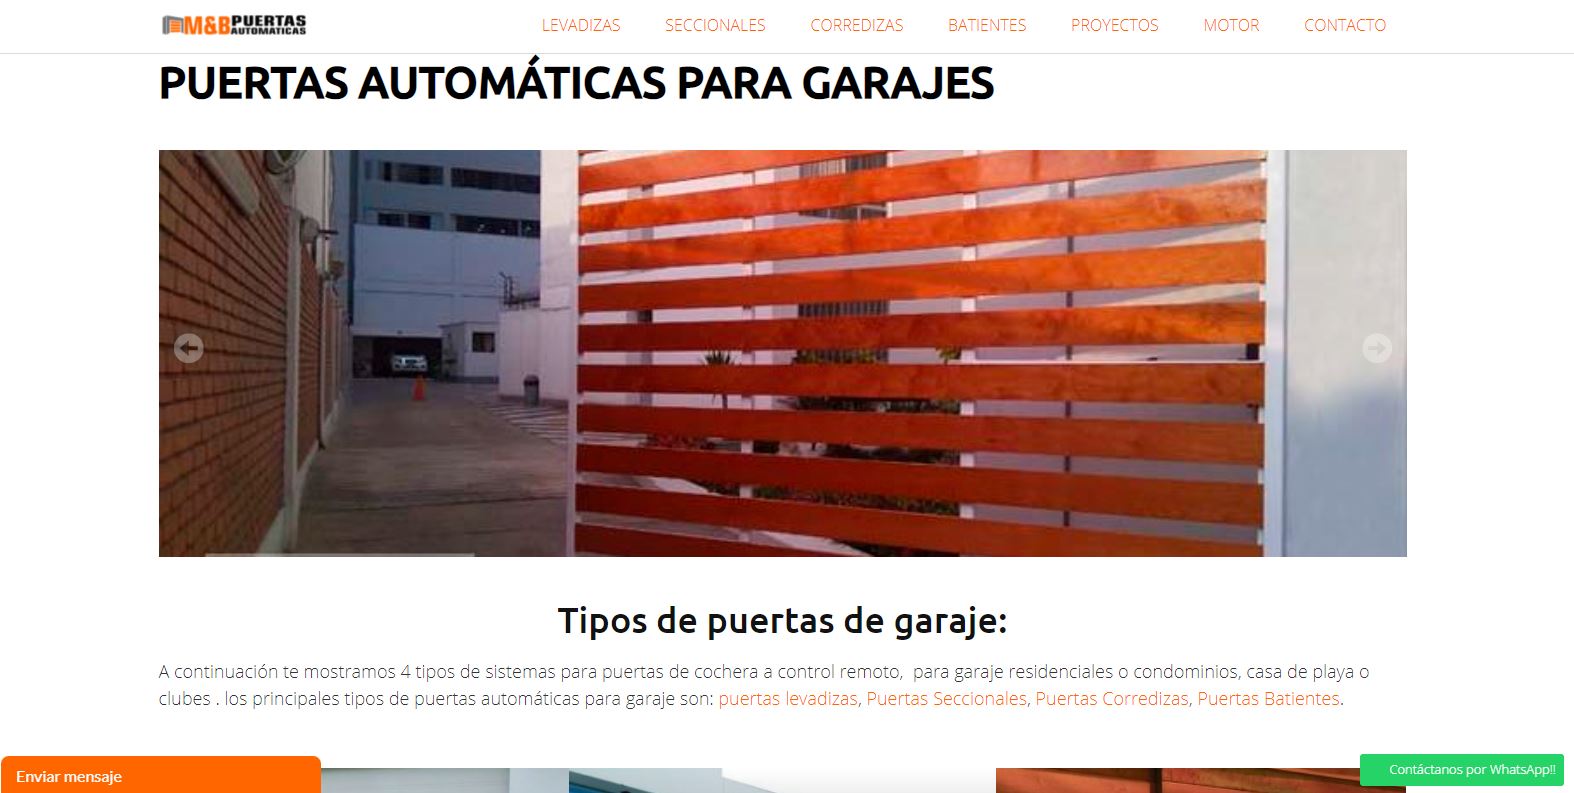 M&B PUERTAS AUTOMATICAS
LEVADIZAS SECCIONALES CORREDIZAS BATIENTES PROYECTOS MOTOR CONTACTO
PUERTAS AUTOMÁTICAS PARA GARAJES
Tipos de puertas de garaje:
A continuación te mostramos 4 tipos de sistemas para puertas de cochera a control remoto,  para garaje residenciales o condominios, casa de playa o
clubes . los principales tipos de puertas automáticas para garaje son: puertas levadizas, Puertas Seccionales, Puertas Corredizas, Puertas Batientes.
Enviar mensaje
Contáctanos por WhatsApp!!